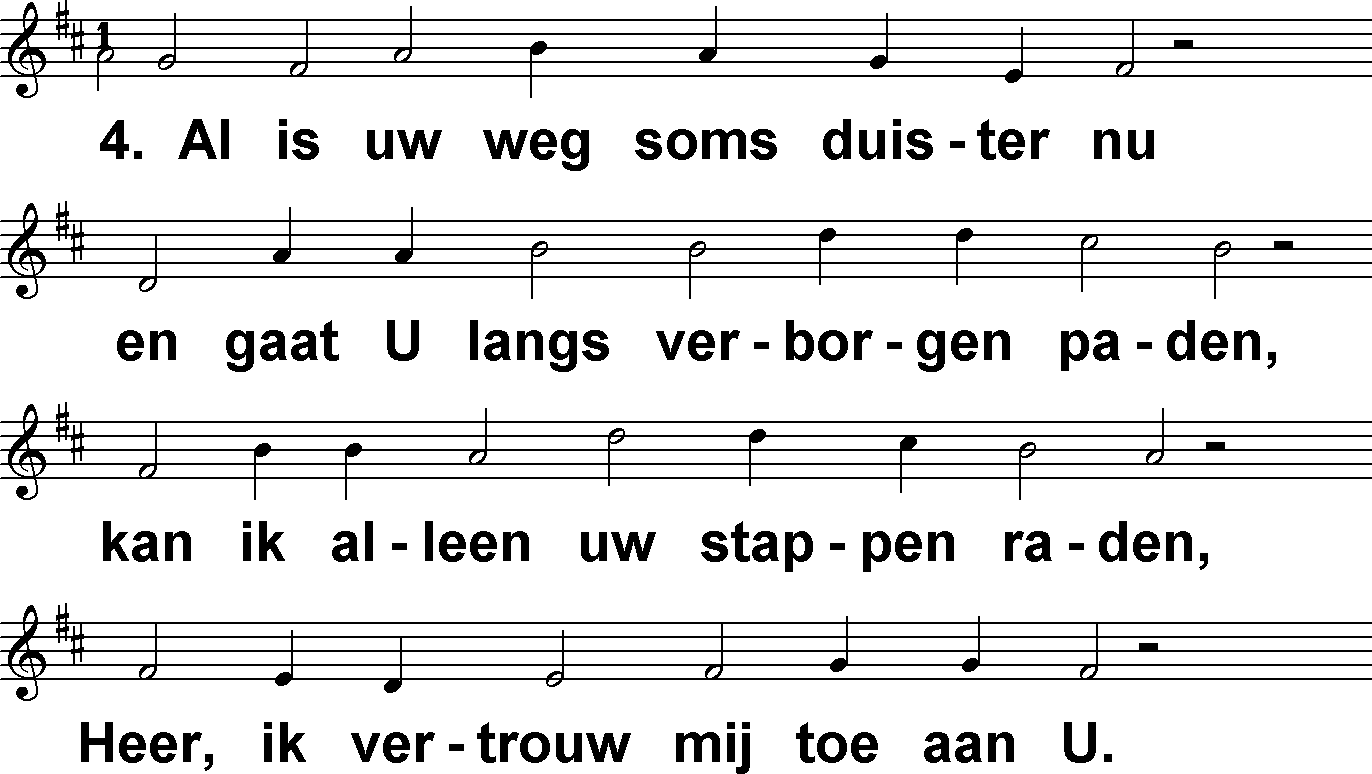 1
4. Al is uw weg soms duis - ter nu
en gaat U langs ver - bor - gen pa - den,
kan ik al - leen uw stap - pen ra - den,
Heer, ik ver - trouw mij toe aan U.